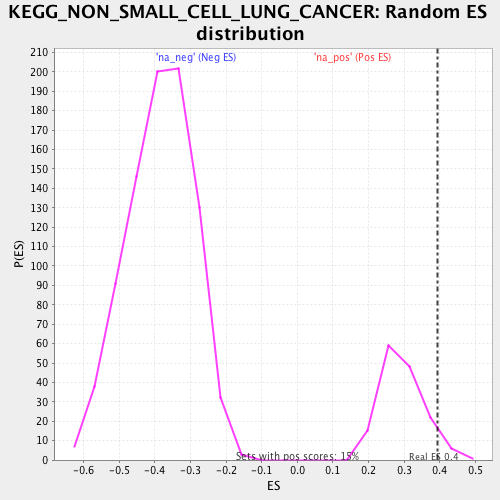 KEGG_NON_SMALL_CELL_LUNG_CANCER: Random ES
distribution
'na_neg' (Neg ES)
'na_pos' (Pos ES)
210
200
190
180
170
160
150
140
130
120
110
100
90
80
70
60
50
40
30
20
10
0
P(ES)
Sets with pos scores: 15%
Real ES 0.4
-0.6 -0.5 -0.4 -0.3 -0.2 -0.1 0.0 0.1 0.2 0.3 0.4 0.5
ES